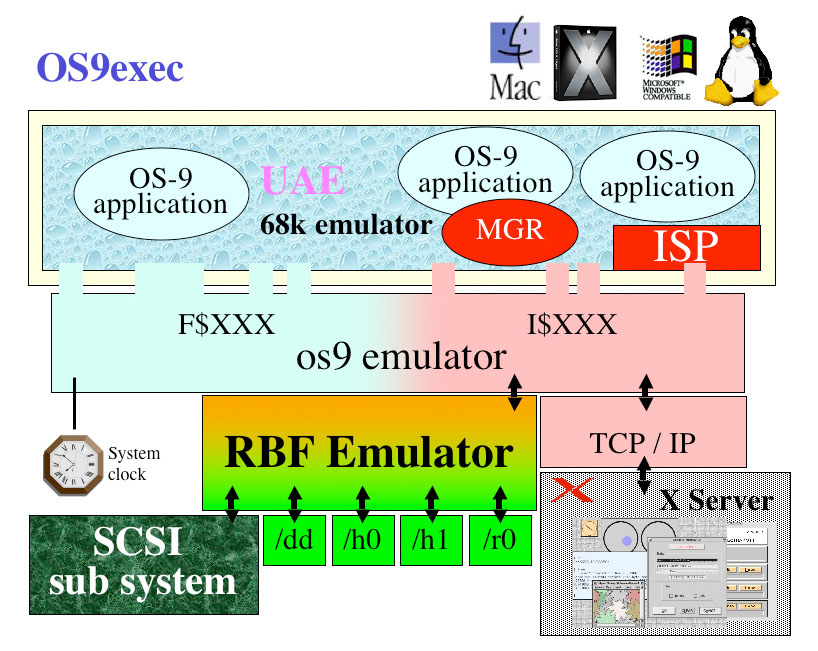 OS9exec
Mac
MICROSOFT®
WINDOWS
COMPATIBLE
OS-9
application
UAE
68k emulator
OS-9
application
MGR
OS-9
application
ISP
F$XXX
I$XXX
os9 emulator
System
clock
RBF Emulator
TCP / IP
X Server
SCSI
sub system
/dd
/h0
/h1
/r0